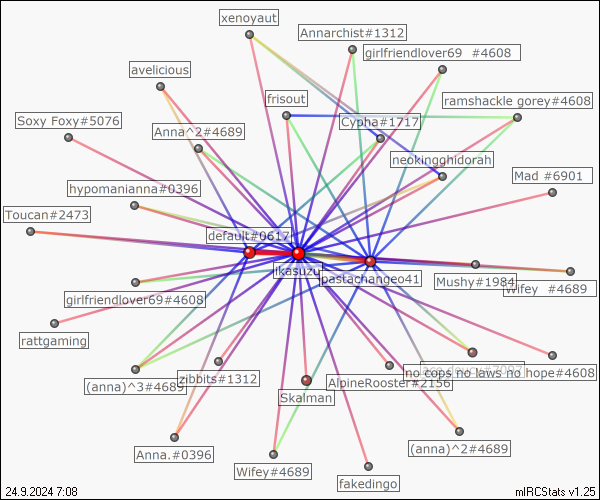 xenoyaut
Annarchist#1312
girlfriendlover69 #4608
avelicious
frisout
ramshackle gorey#4608
Soxy Foxy#5076
Anna^2#4689
Cypha#1717
neokingghidorah
Mad #6901
hypomanianna#0396
Toucan#2473
default#0617
likasuzu
pastachangeo41
Mushy#1984
Wifey #4689
girlfriendlover69#4608
rattgaming
(anna)^3#4689
zibbits#1312
Skalman
AlpineRooster#2156
no cops no laws no hope#4608
Anna.#0396
Wifey#4689
fakedingo
(anna)^2#4689
24.9.2024 7:08
mIRCStats v1.25